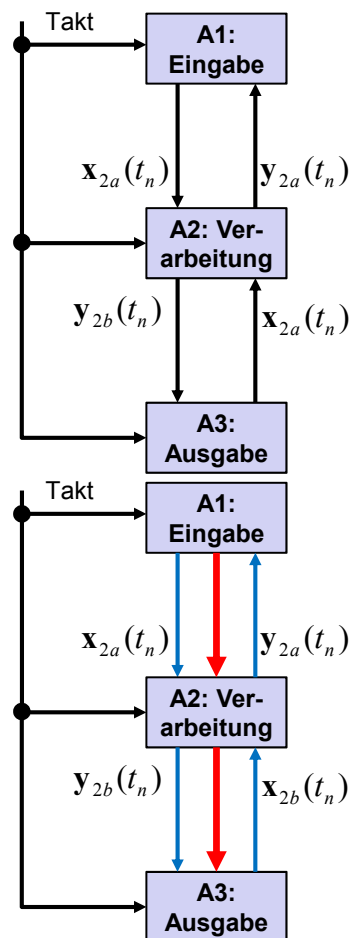 Takt
A1:
Eingabe
x₂ₐ(tₙ)
y₂ₐ(tₙ)
A2: Ver-
arbeitung
y₂b(tₙ)
x₂ₐ(tₙ)
A3:
Ausgabe
Takt
A1:
Eingabe
x₂ₐ(tₙ)
y₂ₐ(tₙ)
A2: Ver-
arbeitung
y₂b(tₙ)
x₂b(tₙ)
A3:
Ausgabe